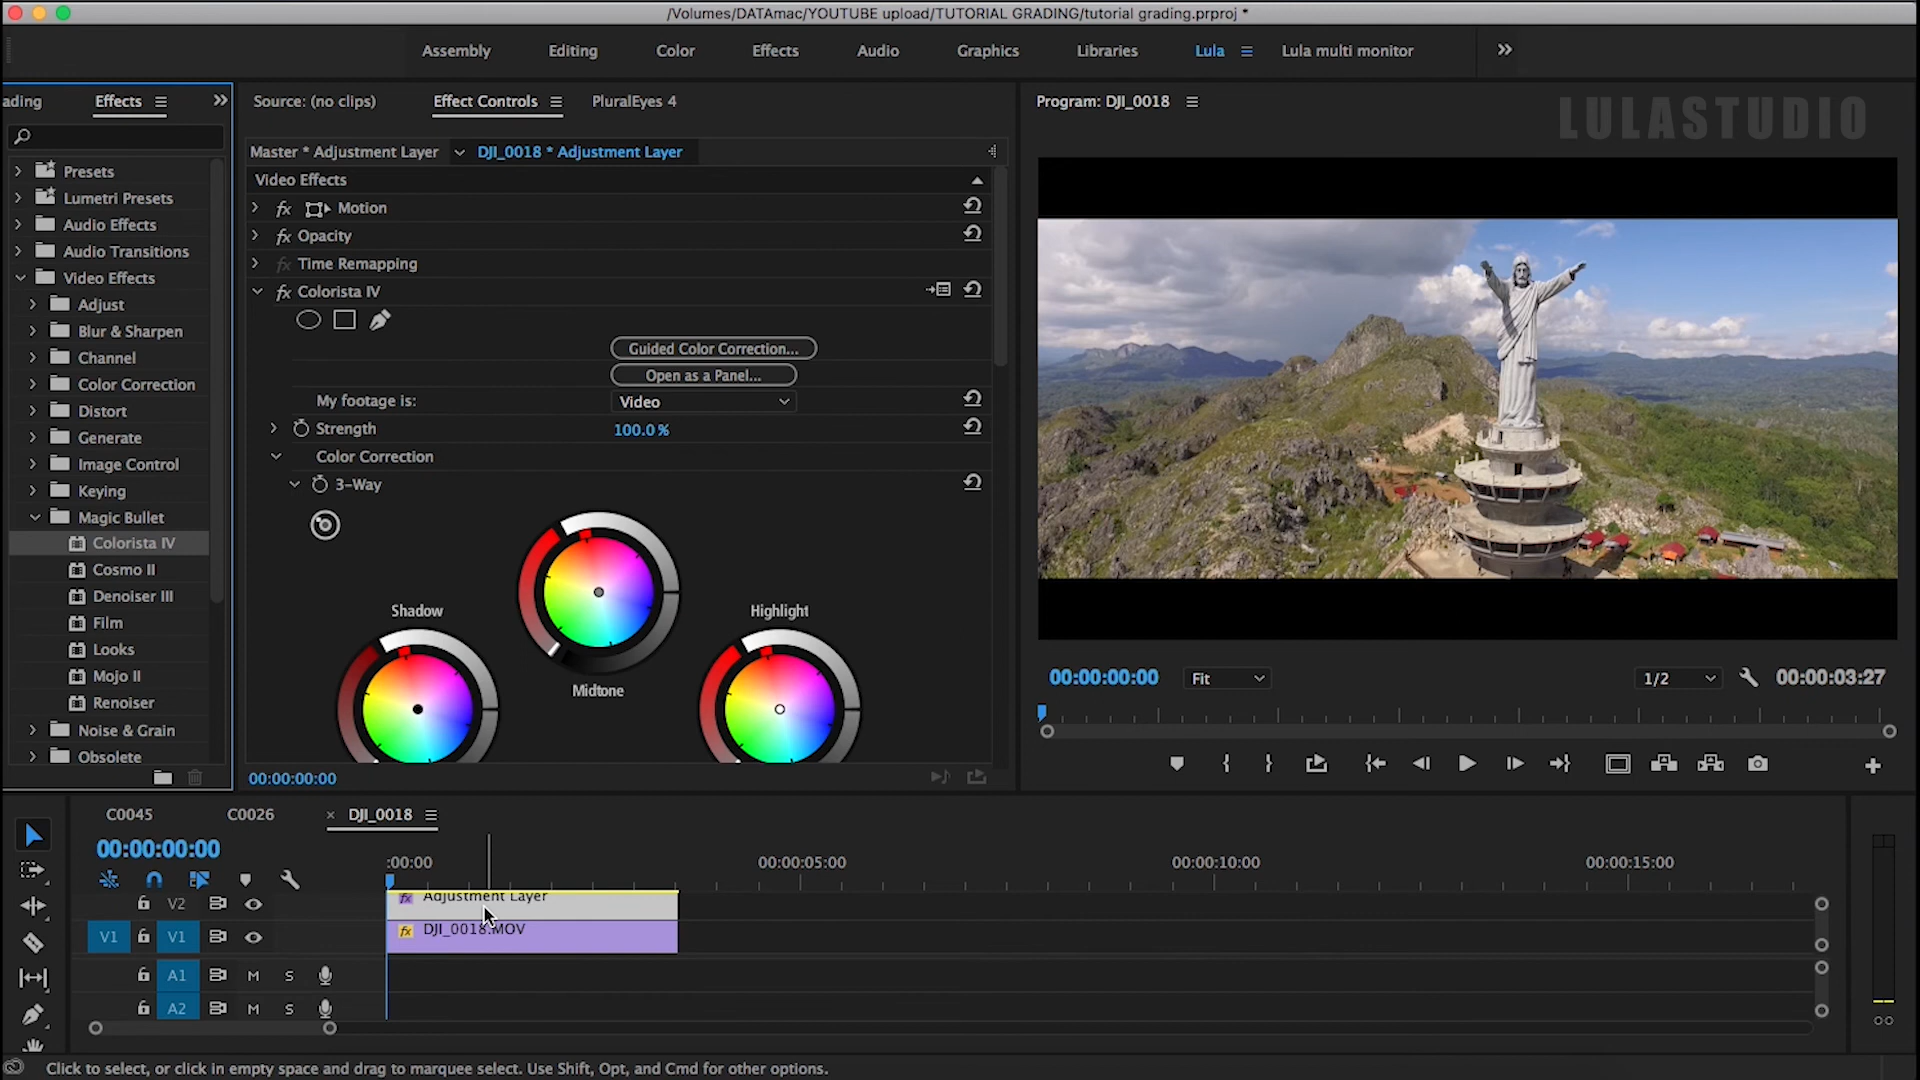 /Volumes/DATAmac/YOUTUBE upload/TUTORIAL GRADING/tutorial grading.prproj *
Assembly Editing Color Effects Audio Graphics Libraries Lula Lula multi monitor
ading Effects
Source: (no clips) Effect Controls PluralEyes 4
Program: DJI_0018
LULASTUDIO
Master * Adjustment Layer DJI_0018 * Adjustment Layer
Video Effects
fx Motion
fx Opacity
fx Time Remapping
fx Colorista IV
Guided Color Correction...
Open as a Panel...
My footage is: Video
Strength 100.0 %
Color Correction
3-Way
Shadow
Highlight
Midtone
00:00:00:00
Presets
Lumetri Presets
Audio Effects
Audio Transitions
Video Effects
Adjust
Blur & Sharpen
Channel
Color Correction
Distort
Generate
Image Control
Keying
Magic Bullet
Colorista IV
Cosmo II
Denoiser III
Film
Looks
Mojo II
Renoiser
Noise & Grain
Obsolete
00:00:00:00 Fit 1/2 00:00:03:27
C0045 C0026 × DJI_0018
00:00:00:00
:00:00 00:00:05:00 00:00:10:00 00:00:15:00
V2 fx Adjustment Layer
V1 V1 fx DJI_0018.MOV
A1 M S
A2 M S
Click to select, or click in empty space and drag to marquee select. Use Shift, Opt, and Cmd for other options.